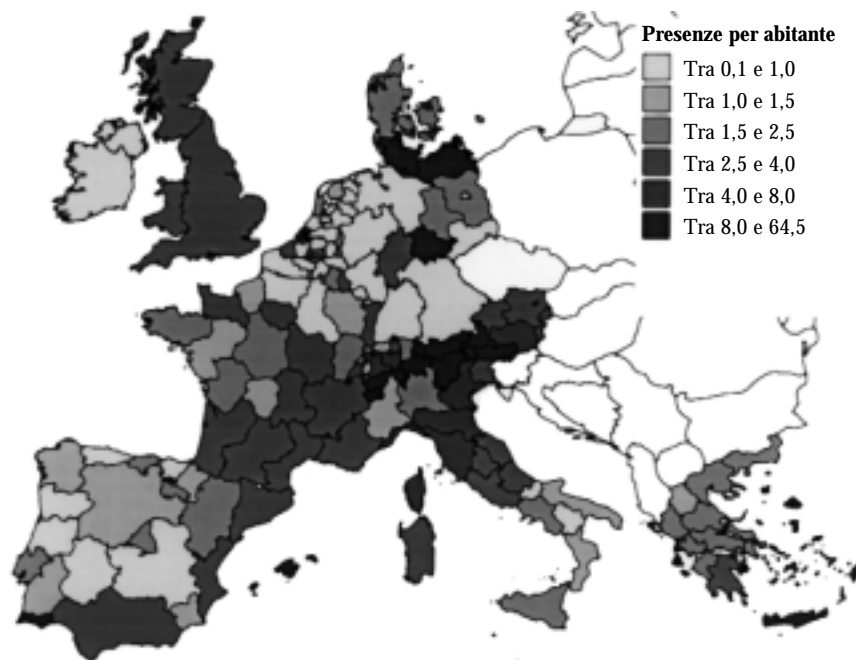 Presenze per abitante
Tra 0,1 e 1,0
Tra 1,0 e 1,5
Tra 1,5 e 2,5
Tra 2,5 e 4,0
Tra 4,0 e 8,0
Tra 8,0 e 64,5